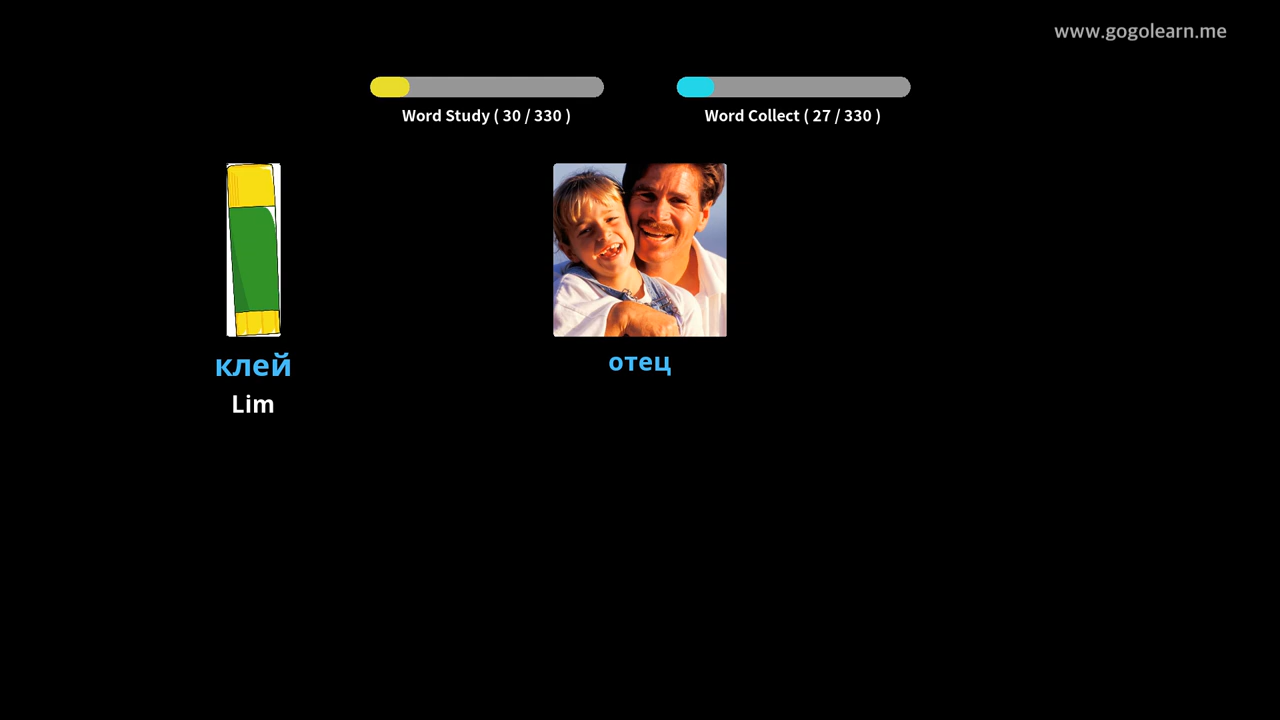 www.gogolearn.me
Word Study ( 30 / 330 )
Word Collect ( 27 / 330 )
клей
Lim
отец